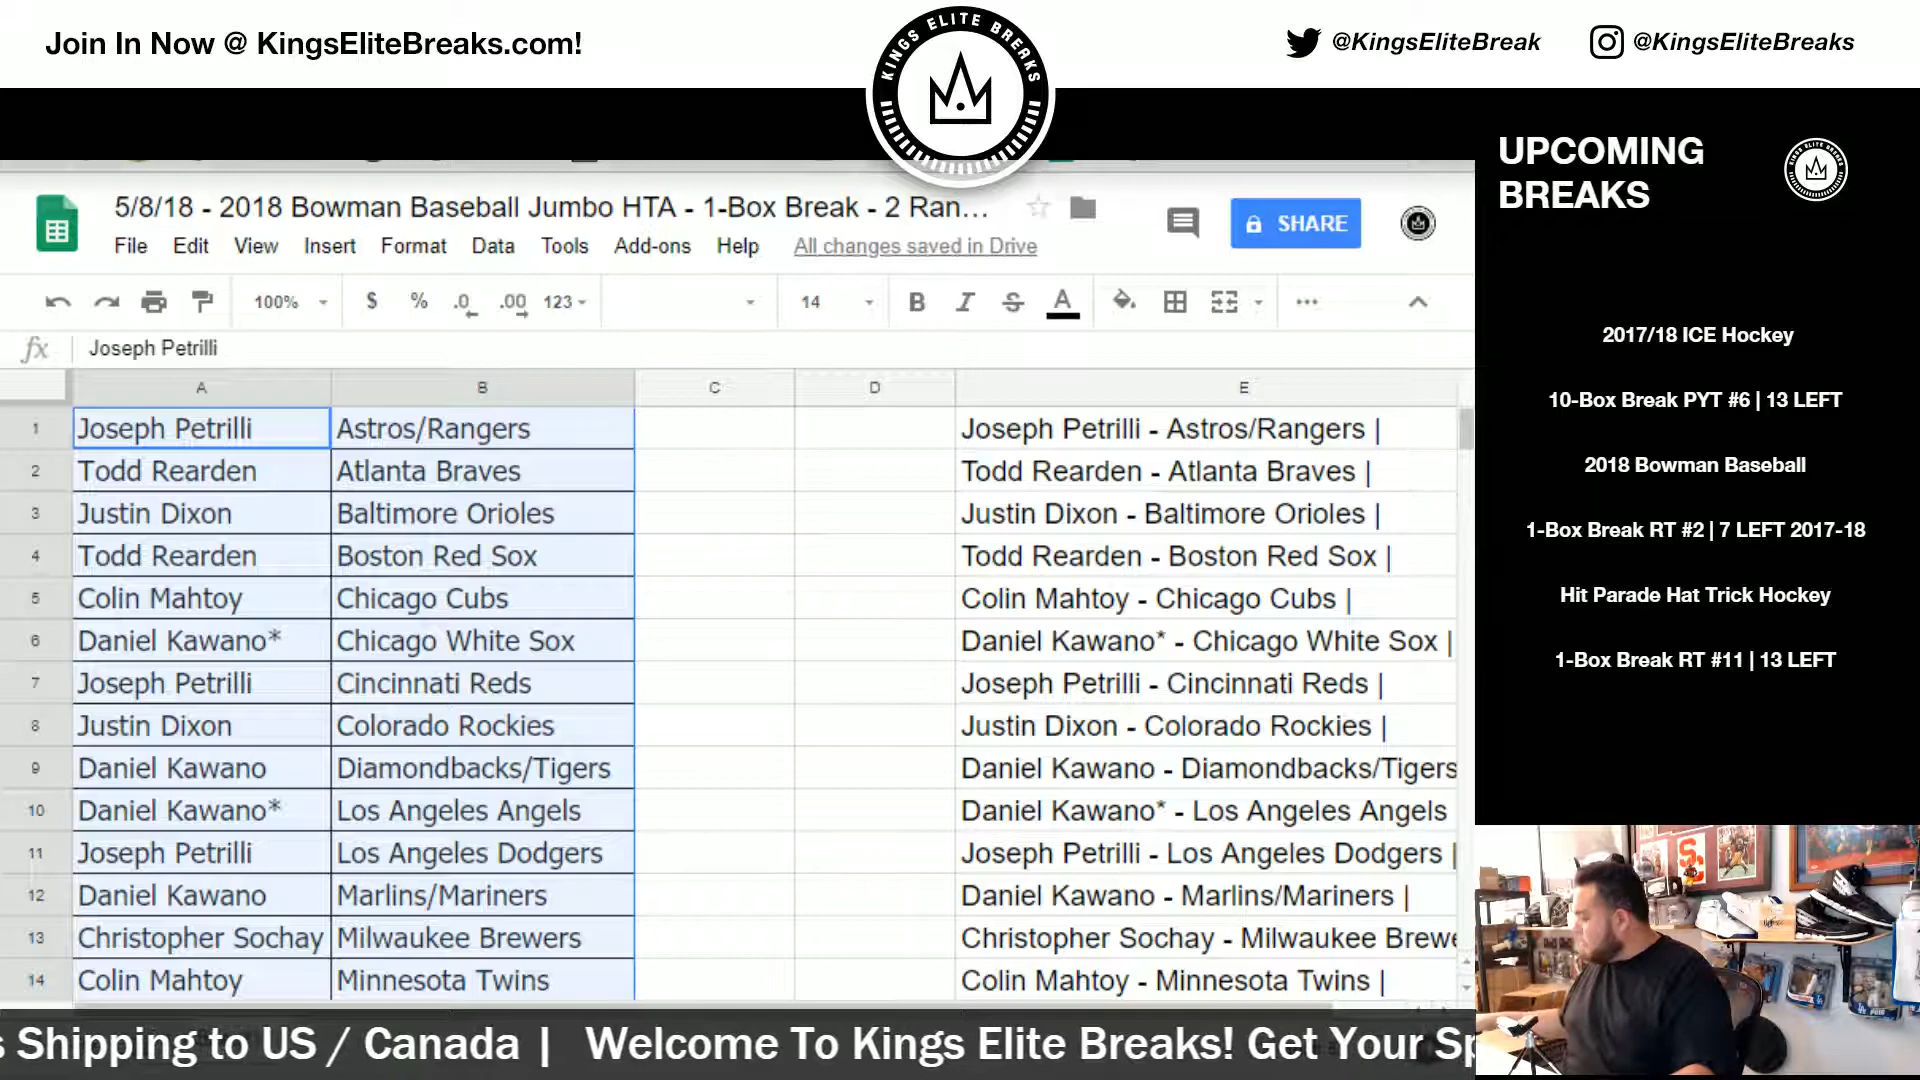 Join In Now @ KingsEliteBreaks.com!
KINGS ELITE BREAKS
@KingsEliteBreak
@KingsEliteBreaks
UPCOMING
BREAKS
2017/18 ICE Hockey
10-Box Break PYT #6 | 13 LEFT
2018 Bowman Baseball
1-Box Break RT #2 | 7 LEFT 2017-18
Hit Parade Hat Trick Hockey
1-Box Break RT #11 | 13 LEFT
5/8/18 - 2018 Bowman Baseball Jumbo HTA - 1-Box Break - 2 Ran...
SHARE
File Edit View Insert Format Data Tools Add-ons Help All changes saved in Drive
100% $ % .0 .00 123 14 B I S A ...
fx Joseph Petrilli
A B C D E
1 Joseph Petrilli Astros/Rangers Joseph Petrilli - Astros/Rangers |
2 Todd Rearden Atlanta Braves Todd Rearden - Atlanta Braves |
3 Justin Dixon Baltimore Orioles Justin Dixon - Baltimore Orioles |
4 Todd Rearden Boston Red Sox Todd Rearden - Boston Red Sox |
5 Colin Mahtoy Chicago Cubs Colin Mahtoy - Chicago Cubs |
6 Daniel Kawano* Chicago White Sox Daniel Kawano* - Chicago White Sox |
7 Joseph Petrilli Cincinnati Reds Joseph Petrilli - Cincinnati Reds |
8 Justin Dixon Colorado Rockies Justin Dixon - Colorado Rockies |
9 Daniel Kawano Diamondbacks/Tigers Daniel Kawano - Diamondbacks/Tigers
10 Daniel Kawano* Los Angeles Angels Daniel Kawano* - Los Angeles Angels
11 Joseph Petrilli Los Angeles Dodgers Joseph Petrilli - Los Angeles Dodgers |
12 Daniel Kawano Marlins/Mariners Daniel Kawano - Marlins/Mariners |
13 Christopher Sochay Milwaukee Brewers Christopher Sochay - Milwaukee Brewe
14 Colin Mahtoy Minnesota Twins Colin Mahtoy - Minnesota Twins |
s Shipping to US / Canada | Welcome To Kings Elite Breaks! Get Your Sp